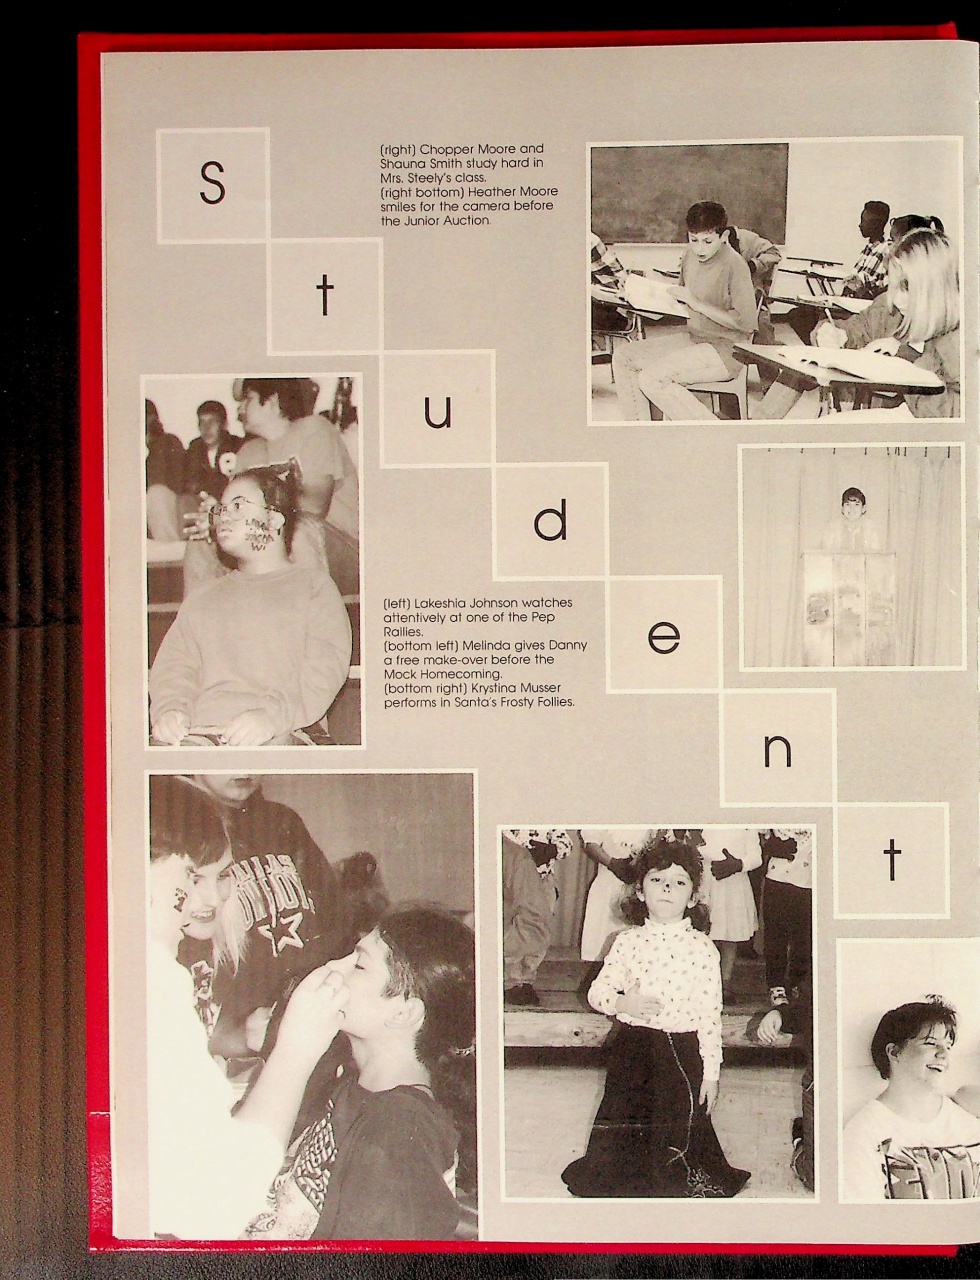 S
t
u
d
e
n
t
(right) Chopper Moore and
Shauna Smith study hard in
Mrs. Steely's class.
(right bottom) Heather Moore
smiles for the camera before
the Junior Auction.
(left) Lakeshia Johnson watches
attentively at one of the Pep
Rallies.
(bottom left) Melinda gives Danny
a free make-over before the
Mock Homecoming.
(bottom right) Krystina Musser
performs in Santa's Frosty Follies.